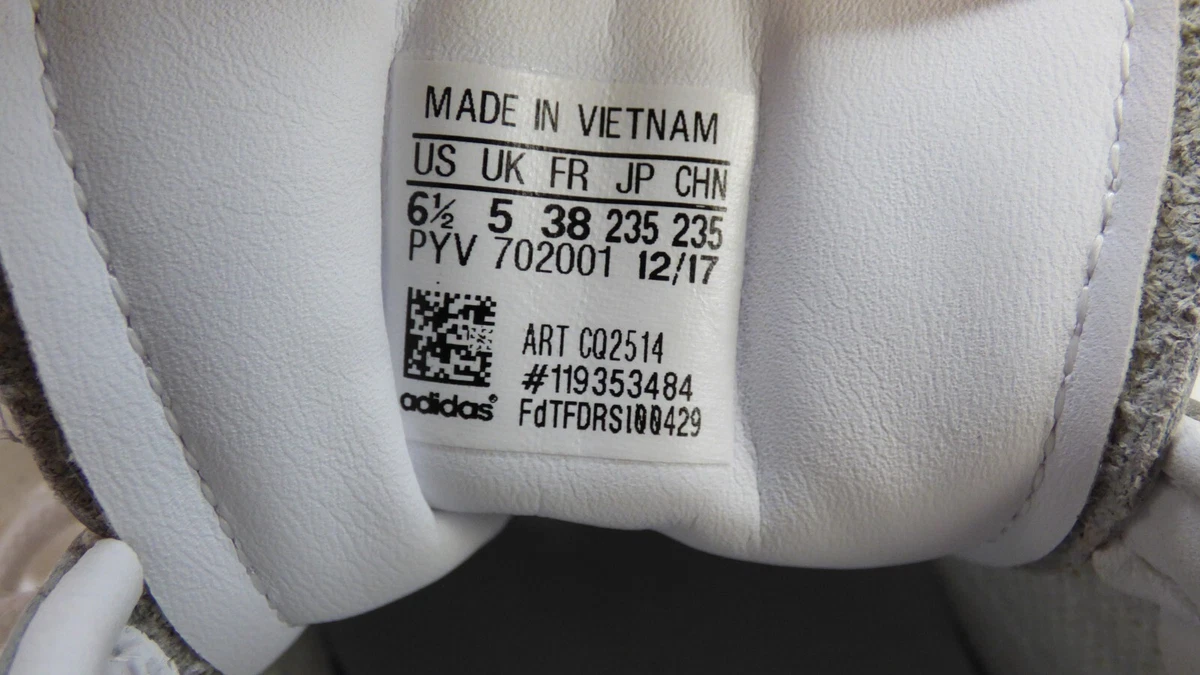 MADE IN VIETNAM
US UK FR JP CHN
6½ 5 38 235 235
PYV 702001 12/17
ART CQ2514
#119353484
adidas®
FdTFDRSI00429